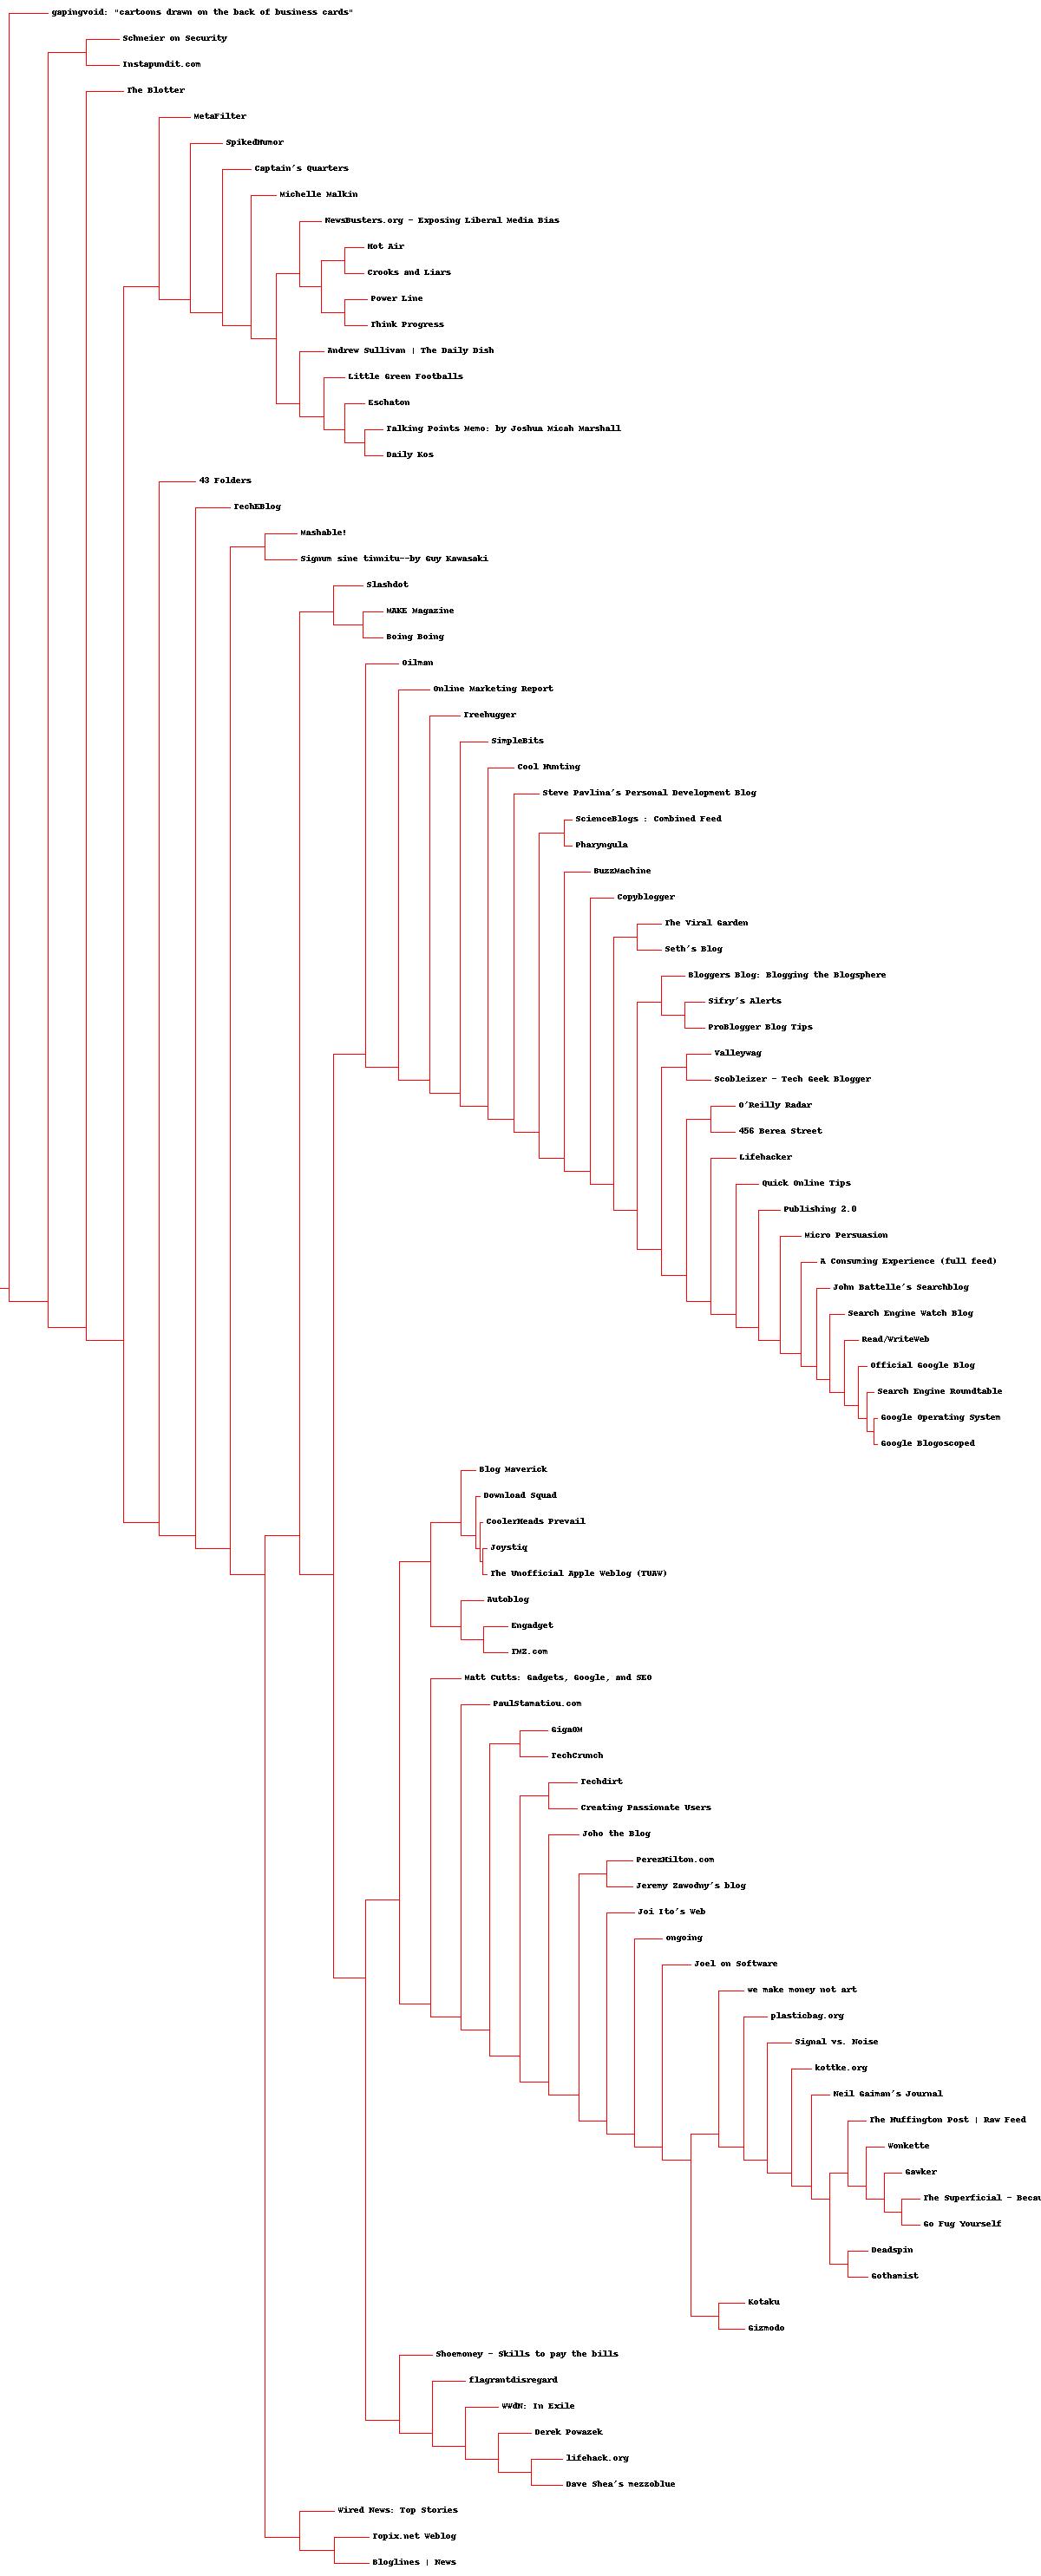 gapingvoid: "cartoons drawn on the back of business cards"
Schneier on Security
Instapundit.com
The Blotter
MetaFilter
SpikedHumor
Captain's Quarters
Michelle Malkin
NewsBusters.org - Exposing Liberal Media Bias
Hot Air
Crooks and Liars
Power Line
Think Progress
Andrew Sullivan | The Daily Dish
Little Green Footballs
Eschaton
Talking Points Memo: by Joshua Micah Marshall
Daily Kos
43 Folders
TechEBlog
Mashable!
Signum sine tinnitu--by Guy Kawasaki
Slashdot
MAKE Magazine
Boing Boing
Oilman
Online Marketing Report
Treehugger
SimpleBits
Cool Hunting
Steve Pavlina's Personal Development Blog
ScienceBlogs : Combined Feed
Pharyngula
BuzzMachine
Copyblogger
The Viral Garden
Seth's Blog
Bloggers Blog: Blogging the Blogsphere
Sifry's Alerts
ProBlogger Blog Tips
Valleywag
Scobleizer - Tech Geek Blogger
O'Reilly Radar
456 Berea Street
Lifehacker
Quick Online Tips
Publishing 2.0
Micro Persuasion
A Consuming Experience (full feed)
John Battelle's Searchblog
Search Engine Watch Blog
Read/WriteWeb
Official Google Blog
Search Engine Roundtable
Google Operating System
Google Blogoscoped
Blog Maverick
Download Squad
CoolerHeads Prevail
Joystiq
The Unofficial Apple Weblog (TUAW)
Autoblog
Engadget
TMZ.com
Matt Cutts: Gadgets, Google, and SEO
PaulStamatiou.com
GigaOM
TechCrunch
Techdirt
Creating Passionate Users
Joho the Blog
PerezHilton.com
Jeremy Zawodny's blog
Joi Ito's Web
ongoing
Joel on Software
we make money not art
plasticbag.org
Signal vs. Noise
kottke.org
Neil Gaiman's Journal
The Huffington Post | Raw Feed
Wonkette
Gawker
The Superficial - Becau
Go Fug Yourself
Deadspin
Gothamist
Kotaku
Gizmodo
Shoemoney - Skills to pay the bills
flagrantdisregard
WWdN: In Exile
Derek Powazek
lifehack.org
Dave Shea's mezzoblue
Wired News: Top Stories
Topix.net Weblog
Bloglines | News